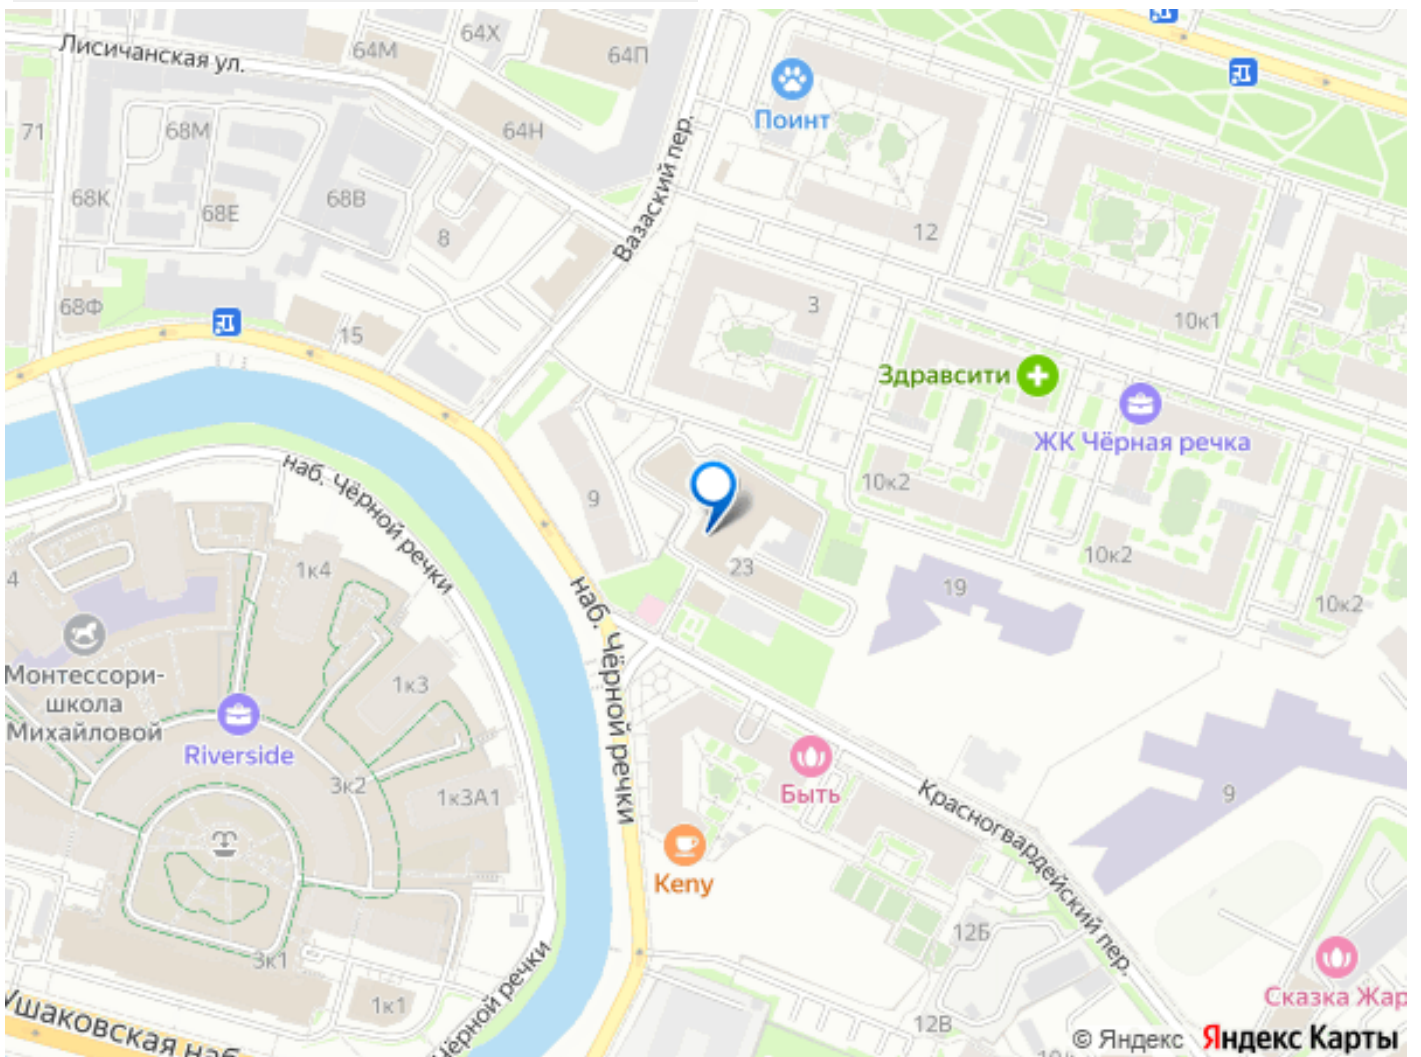 64Х
Лисичанская ул.
64М
64П
Поинт
71
68М
64Н
Вазаский пер.
68К
68Е
68В
8
12
68Ф
15
3
10к1
Здравсити
ЖК Чёрная речка
наб. Чёрной речки
9
10к2
23
10к2
1к4
4
19
10к2
наб. Чёрной речки
Монтессори-
школа
Михайловой
1к3
Riverside
3к2
1к3А1
Быть
9
Красногвардейский пер.
Keny
12Б
3к1
Сказка Жар
1к1
12В
Ушаковская наб.
Чёрной речки
© Яндекс Яндекс Карты